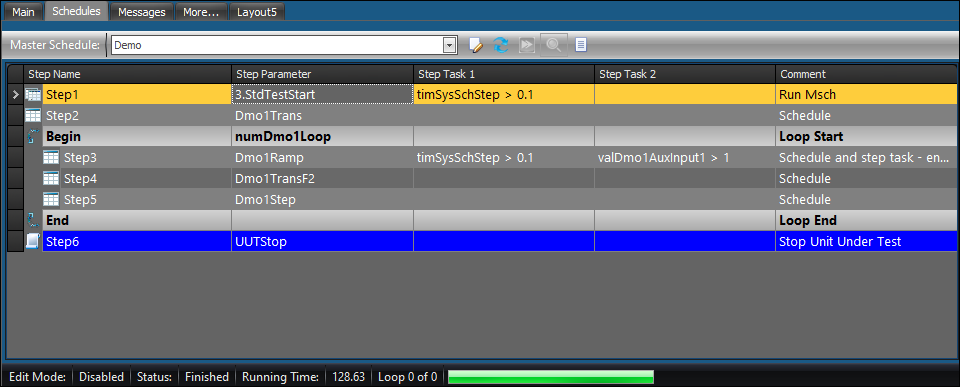 Main Schedules Messages More... Layout5
Master Schedule: Demo
Step Name Step Parameter Step Task 1 Step Task 2 Comment
Step1 3.StdTestStart timSysSchStep > 0.1 Run Msch
Step2 Dmo1Trans Schedule
Begin numDmo1Loop Loop Start
Step3 Dmo1Ramp timSysSchStep > 0.1 valDmo1AuxInput1 > 1 Schedule and step task - en...
Step4 Dmo1TransF2 Schedule
Step5 Dmo1Step Schedule
End Loop End
Step6 UUTStop Stop Unit Under Test
Edit Mode: Disabled Status: Finished Running Time: 128.63 Loop 0 of 0